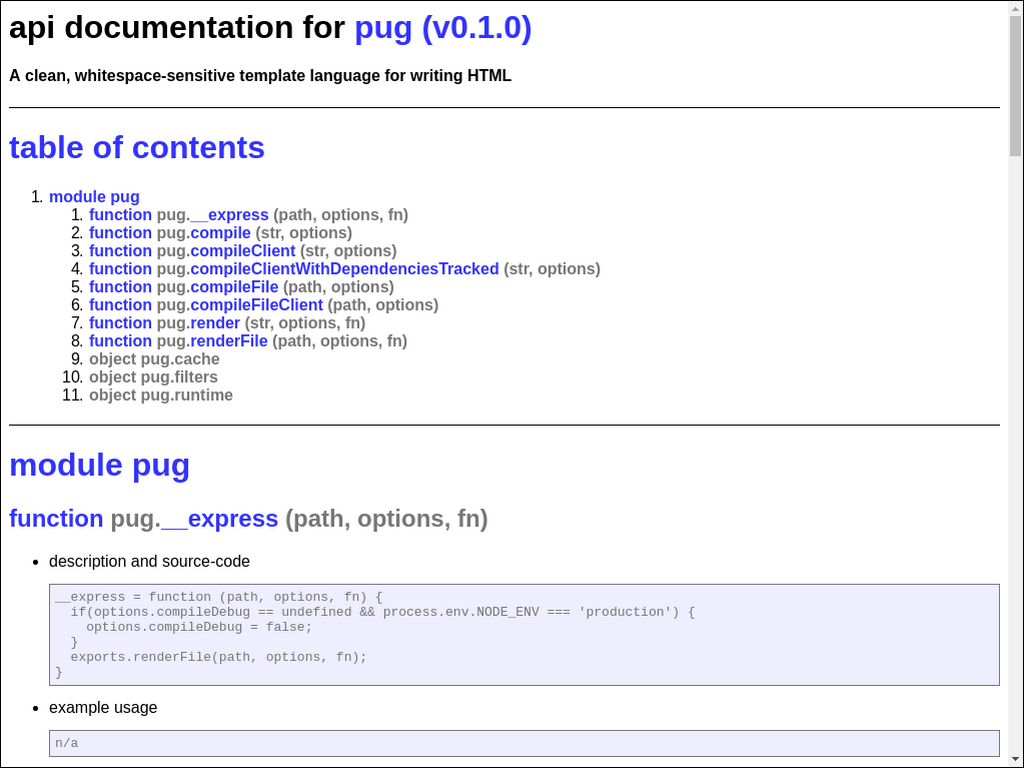 api documentation for pug (v0.1.0)
A clean, whitespace-sensitive template language for writing HTML
table of contents
1. module pug
1. function pug.__express (path, options, fn)
2. function pug.compile (str, options)
3. function pug.compileClient (str, options)
4. function pug.compileClientWithDependenciesTracked (str, options)
5. function pug.compileFile (path, options)
6. function pug.compileFileClient (path, options)
7. function pug.render (str, options, fn)
8. function pug.renderFile (path, options, fn)
9. object pug.cache
10. object pug.filters
11. object pug.runtime
module pug
function pug.__express (path, options, fn)
• description and source-code
__express = function (path, options, fn) {
  if(options.compileDebug == undefined && process.env.NODE_ENV === 'production') {
    options.compileDebug = false;
  }
  exports.renderFile(path, options, fn);
}
• example usage
n/a